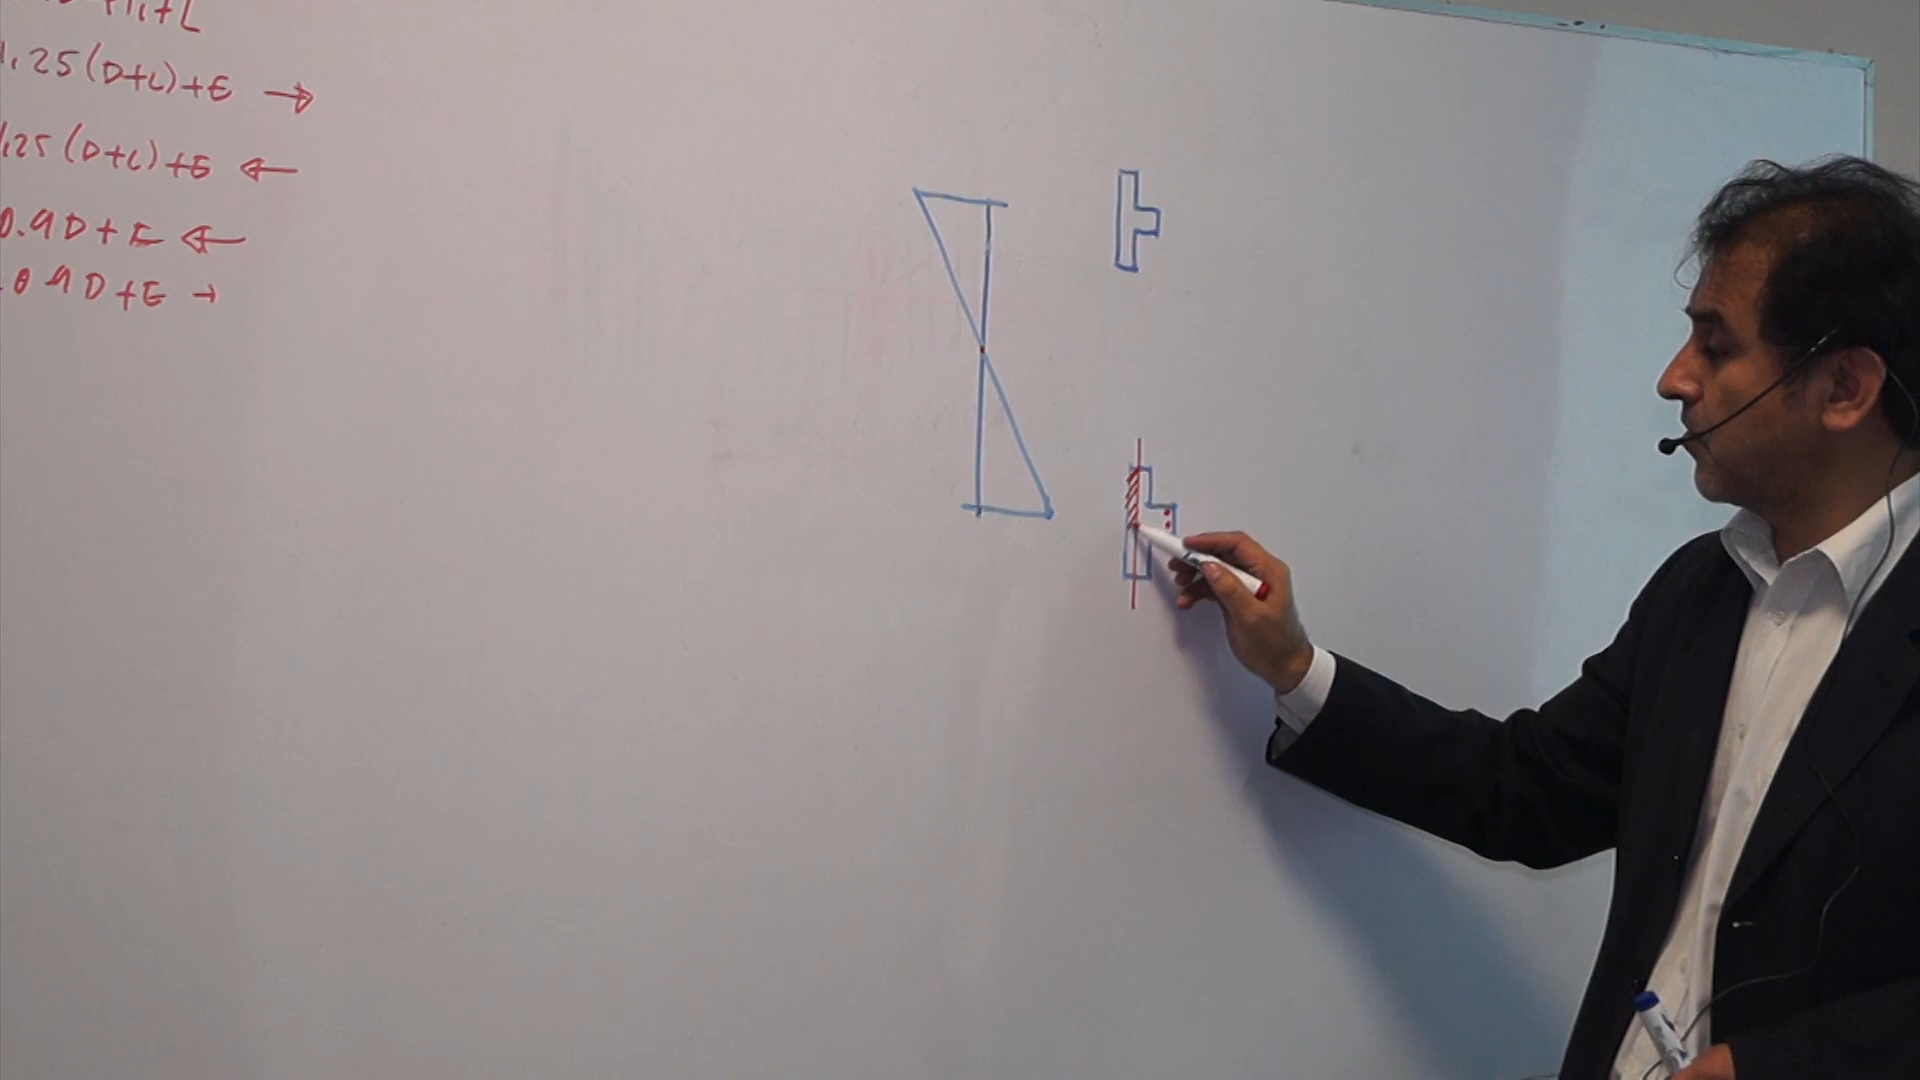 +L
1.25(D+L)+E →
1.25(D+L)+E ←
0.9D+E ←
0.9D+E →